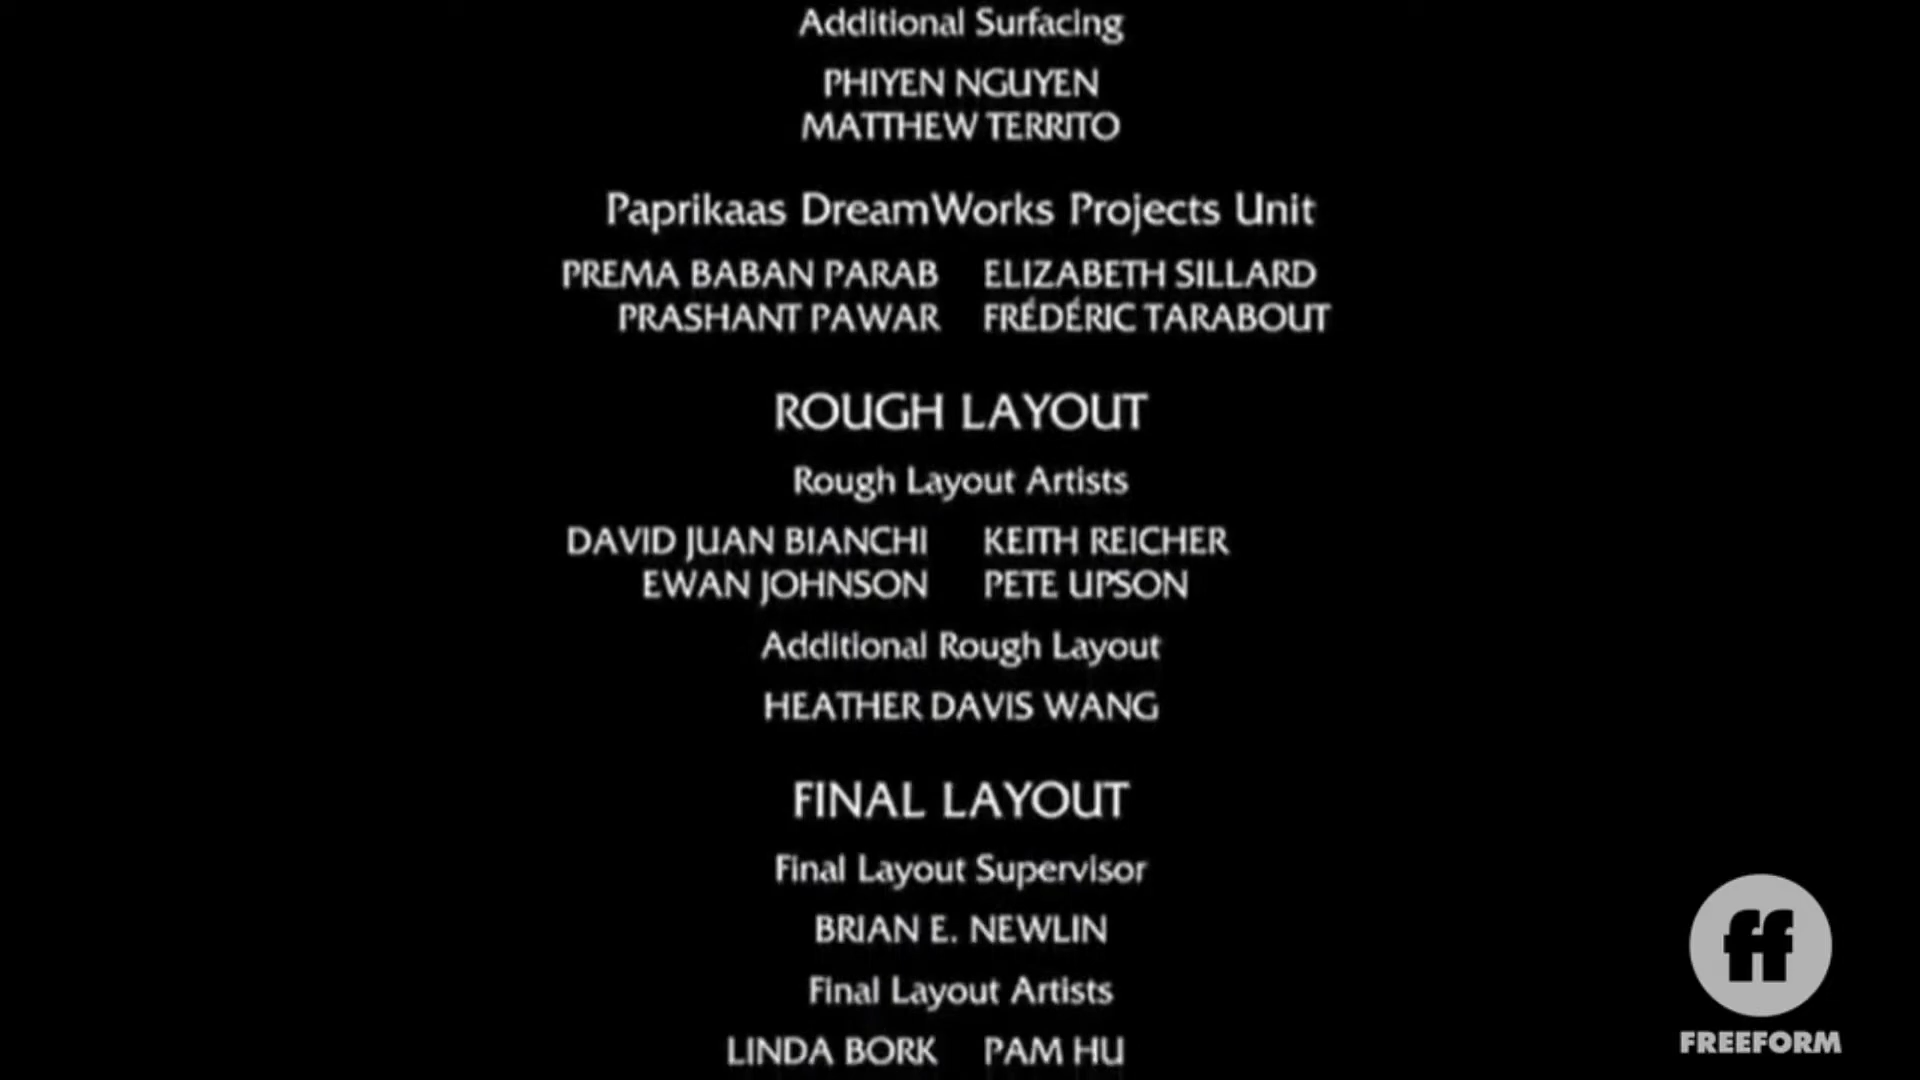 Additional Surfacing
PHIYEN NGUYEN
MATTHEW TERRITO
Paprikaas DreamWorks Projects Unit
PREMA BABAN PARAB ELIZABETH SILLARD
PRASHANT PAWAR FRÉDÉRIC TARABOUT
ROUGH LAYOUT
Rough Layout Artists
DAVID JUAN BIANCHI KEITH REICHER
EWAN JOHNSON PETE UPSON
Additional Rough Layout
HEATHER DAVIS WANG
FINAL LAYOUT
Final Layout Supervisor
BRIAN E. NEWLIN
Final Layout Artists
LINDA BORK PAM HU
ff
FREEFORM